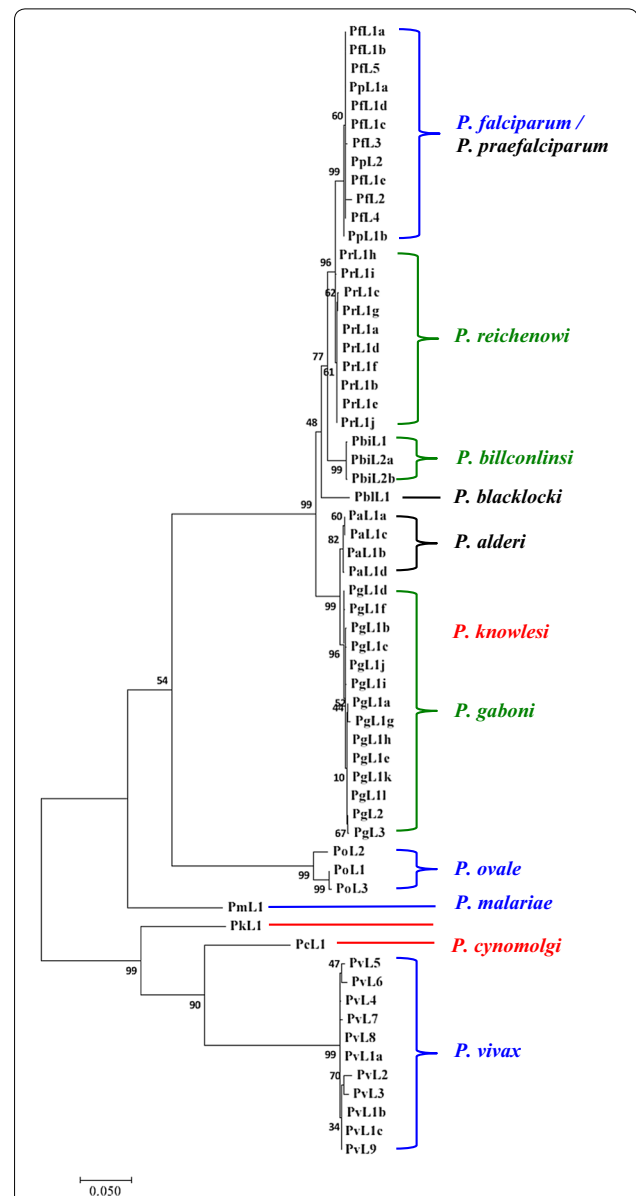 PfL1a
PfL1b
PfL5
PpL1a
PfL1d
60
PfL1c
P. falciparum /
PfL3
P. praefalciparum
PpL2
99
PfL1e
PfL2
PfL4
PpL1b
PrL1h
96
PrL1i
62
PrL1c
PrL1g
PrL1a
P. reichenowi
PrL1d
77
PrL1f
61
PrL1b
PrL1e
PrL1j
48
PbiL1
PbiL2a
P. billconlinsi
99
PbiL2b
PblL1
P. blacklocki
99
60
PaL1a
PaL1c
82
P. alderi
PaL1b
PaL1d
PgL1d
99
PgL1f
PgL1b
P. knowlesi
PgL1c
96
PgL1j
PgL1i
54
52
PgL1a
44
P. gaboni
PgL1g
PgL1h
PgL1e
10
PgL1k
PgL1l
PgL2
67
PgL3
PoL2
PoL1
P. ovale
99
99
PoL3
PmL1
P. malariae
PkL1
PcL1
P. cynomolgi
99
47
PvL5
PvL6
90
PvL4
PvL7
PvL8
P. vivax
99
PvL1a
70
PvL2
PvL3
PvL1b
34
PvL1c
PvL9
0.050